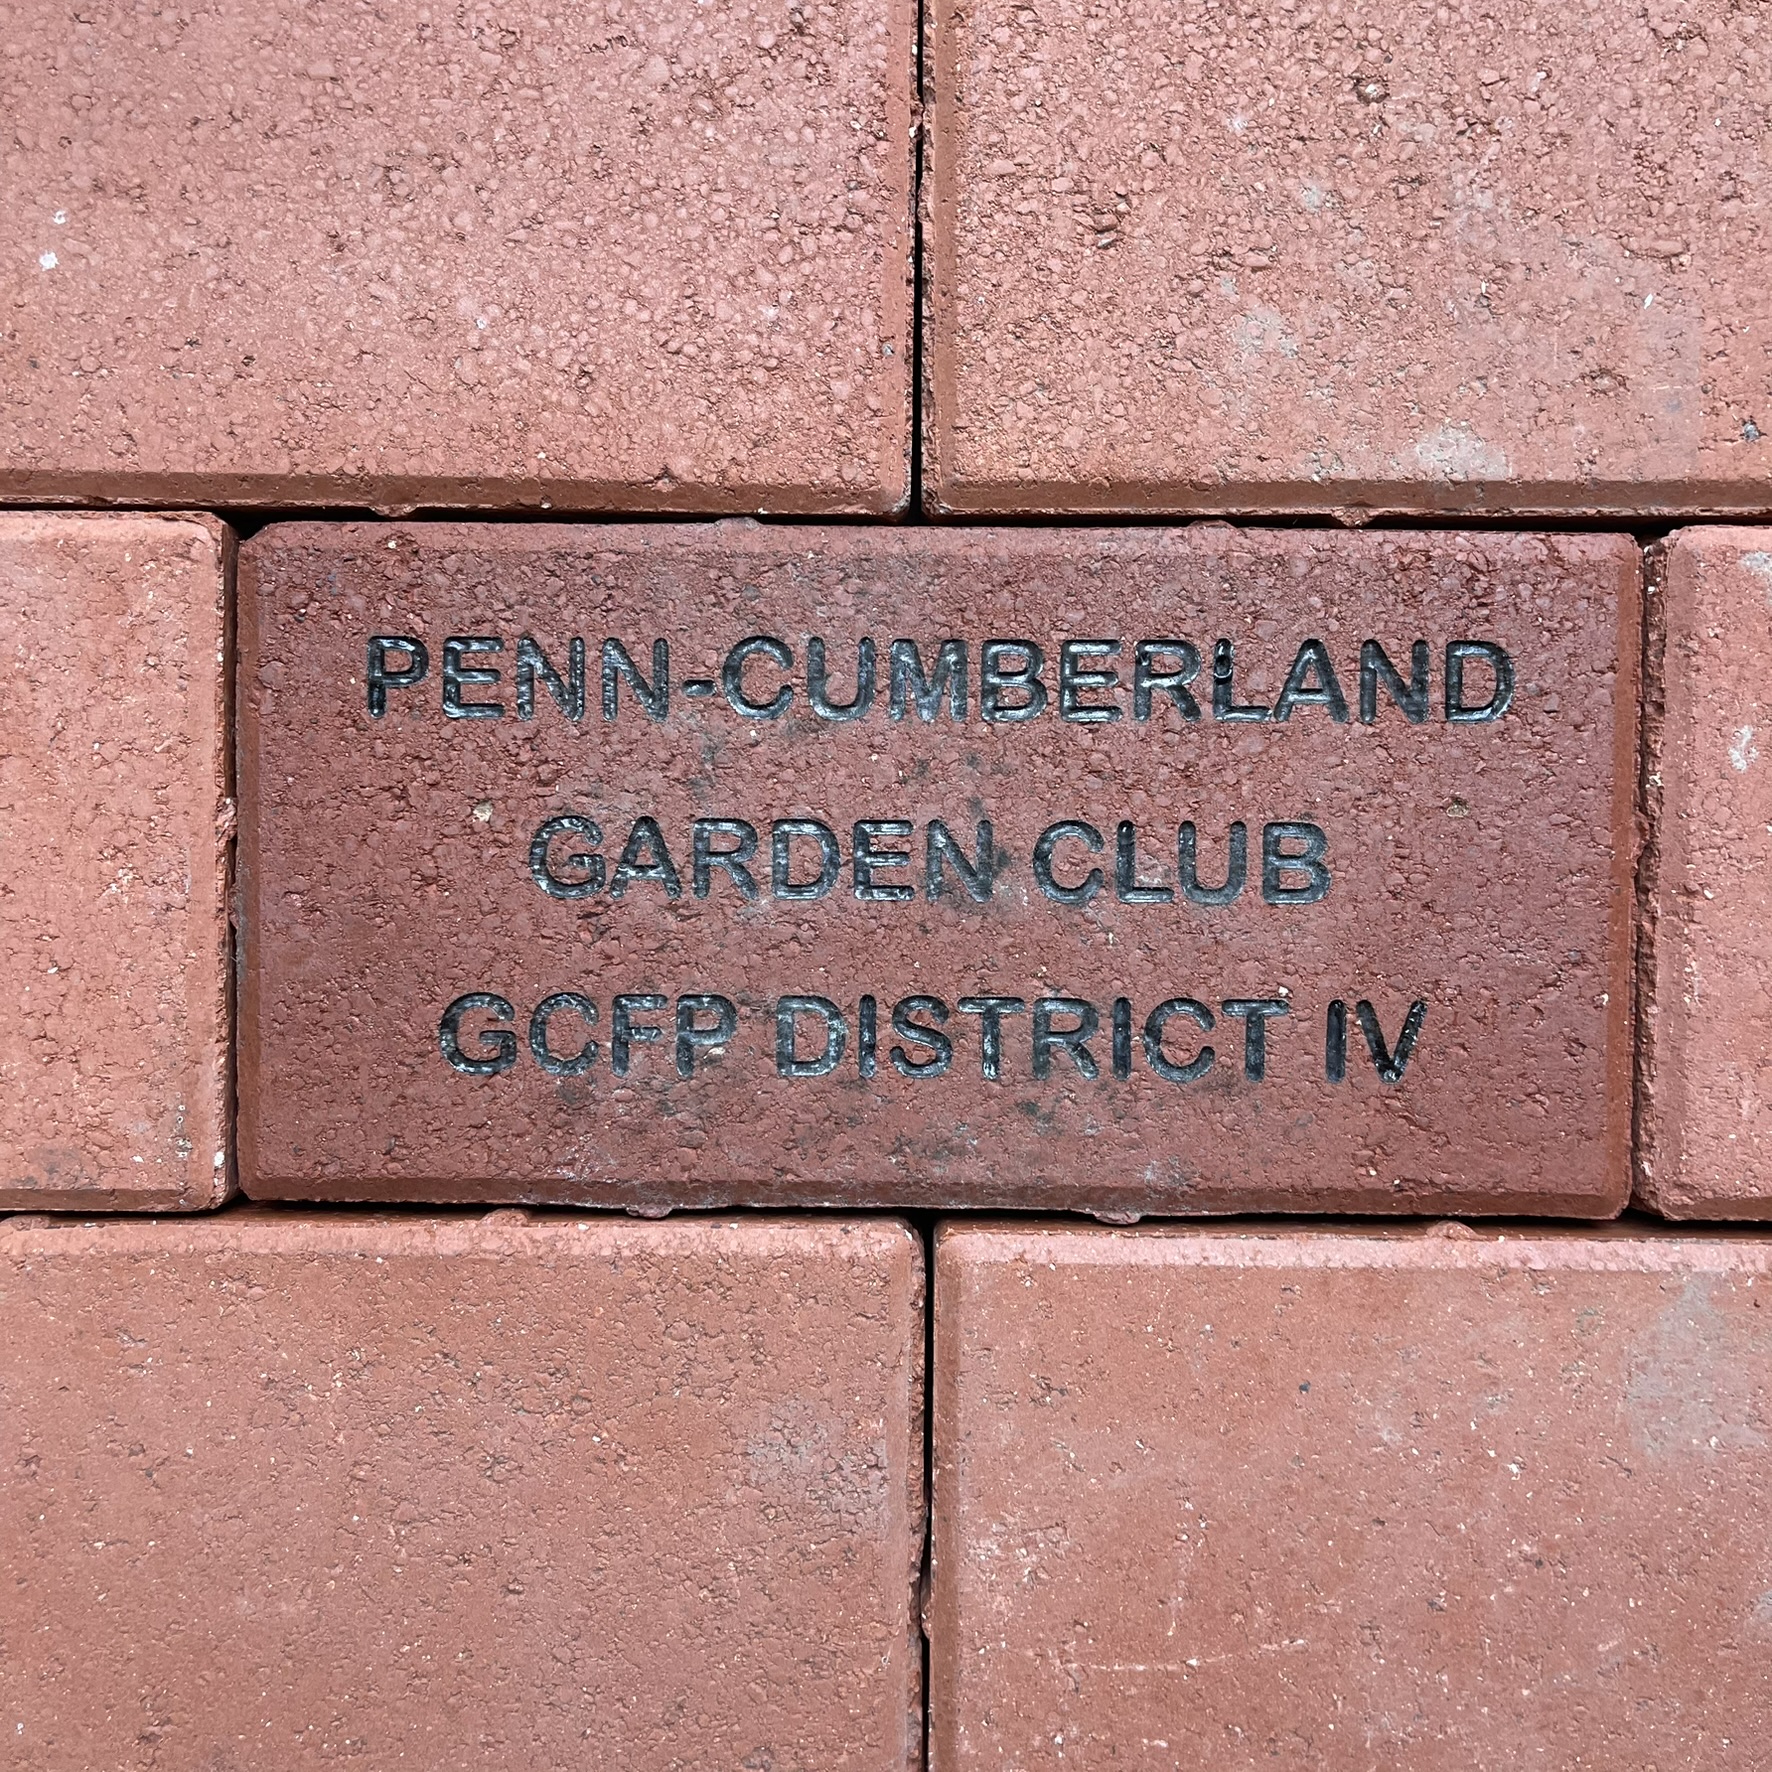 PENN-CUMBERLAND
GARDEN CLUB
GCFP DISTRICT IV